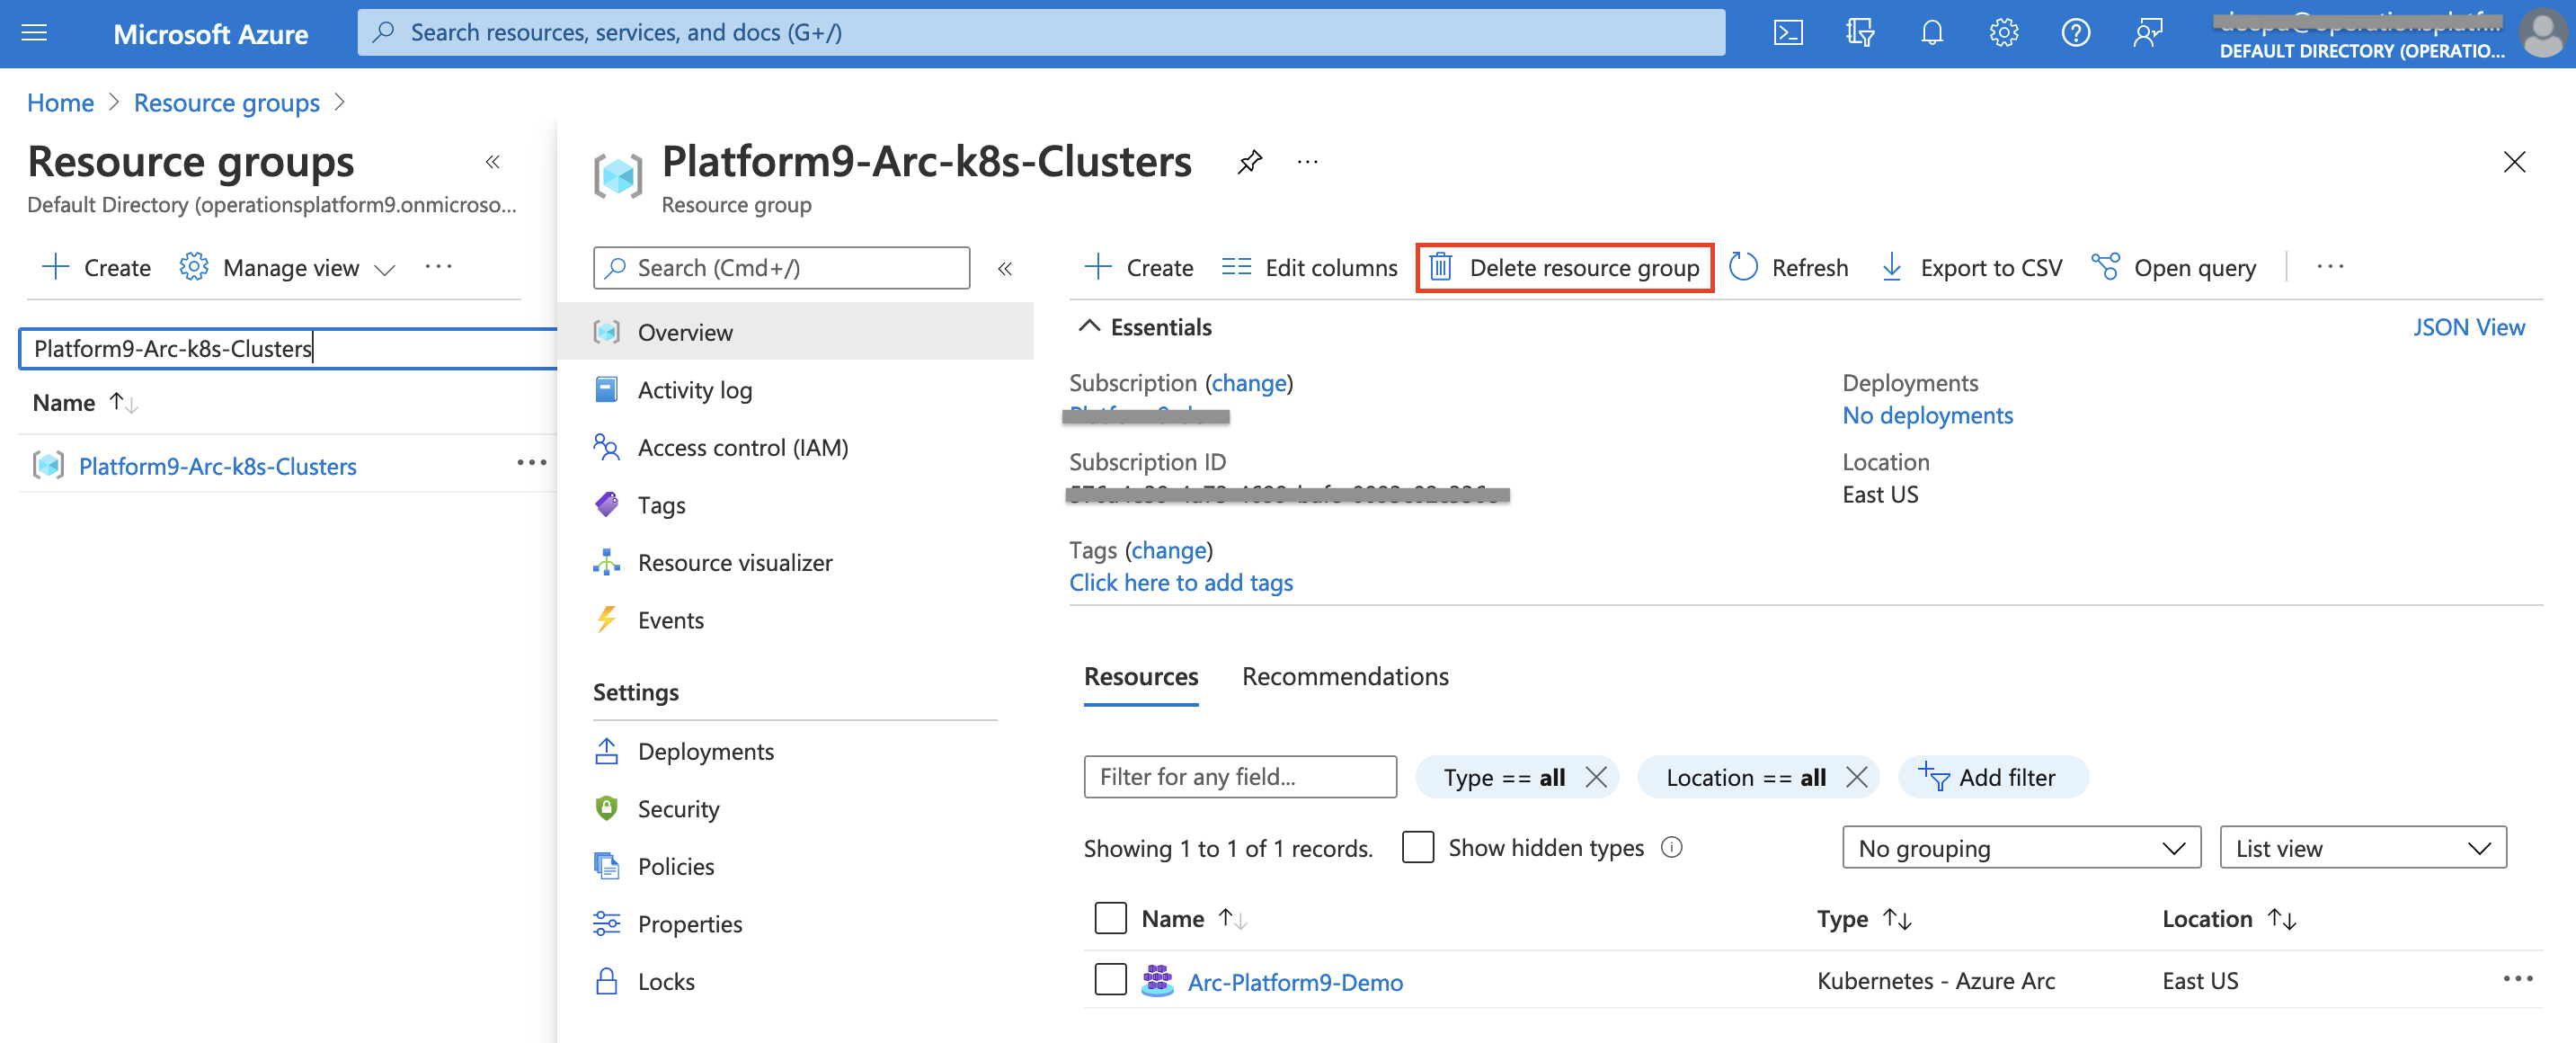 Microsoft Azure
Search resources, services, and docs (G+/)
DEFAULT DIRECTORY (OPERATIO...
Home > Resource groups >
Resource groups
Default Directory (operationsplatform9.onmicroso...
Create Manage view ...
Platform9-Arc-k8s-Clusters
Name
Platform9-Arc-k8s-Clusters ...
Platform9-Arc-k8s-Clusters ...
Resource group
Search (Cmd+/)
Overview
Activity log
Access control (IAM)
Tags
Resource visualizer
Events
Settings
Deployments
Security
Policies
Properties
Locks
Create Edit columns Delete resource group Refresh Export to CSV Open query ...
Essentials
JSON View
Subscription (change)
Subscription ID
Tags (change)
Click here to add tags
Deployments
No deployments
Location
East US
Resources Recommendations
Filter for any field... Type == all Location == all Add filter
Showing 1 to 1 of 1 records. Show hidden types No grouping List view
Name Type Location
Arc-Platform9-Demo Kubernetes - Azure Arc East US ...